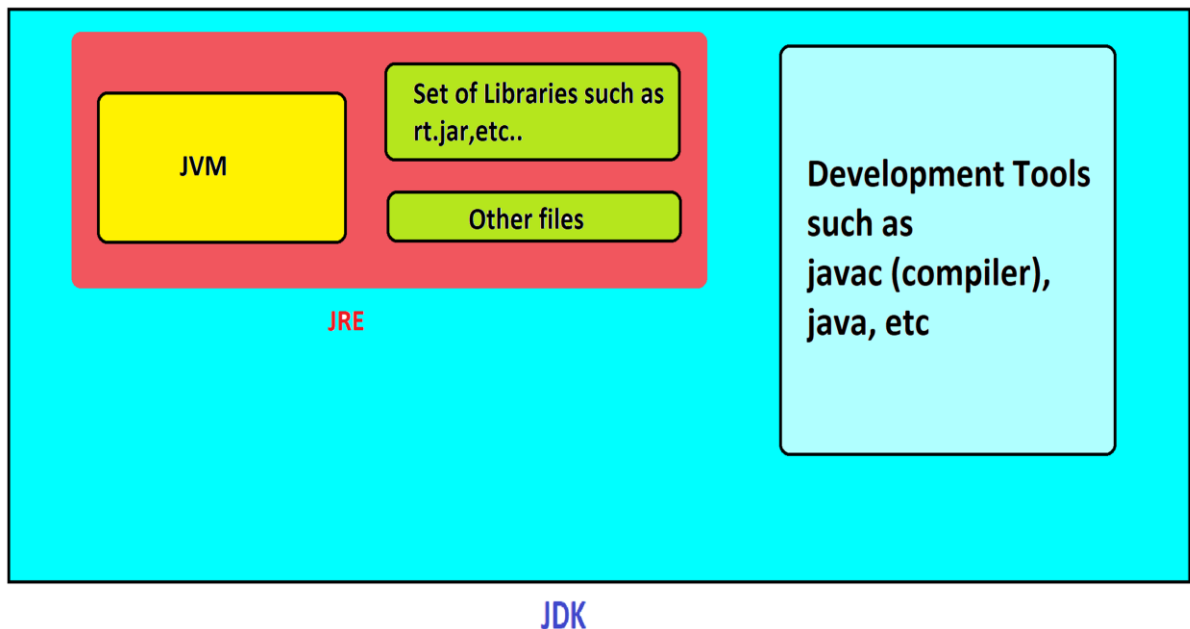 JVM
Set of Libraries such as
rt.jar,etc..
Other files
JRE
Development Tools
such as
javac (compiler),
java, etc
JDK